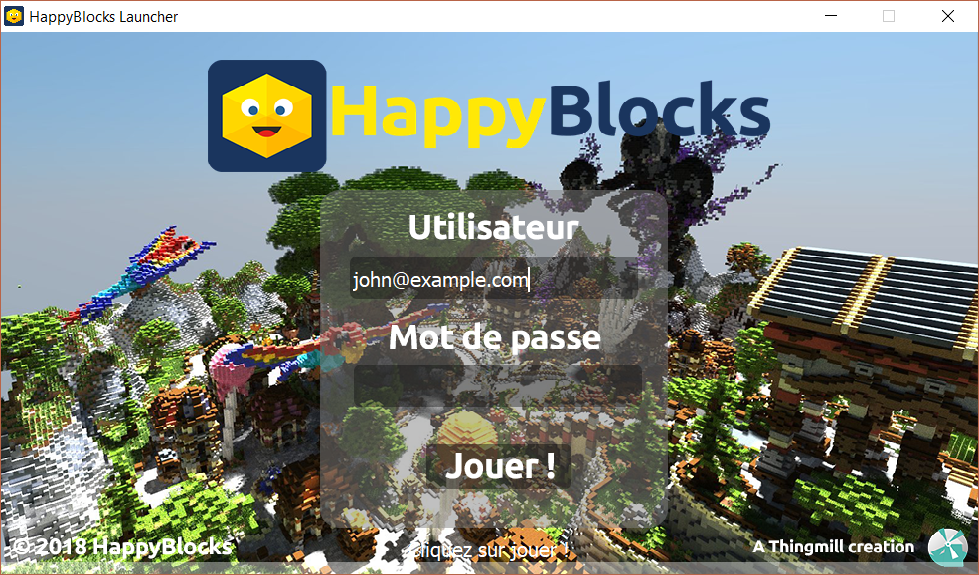 HappyBlocks Launcher
HappyBlocks
Utilisateur
john@example.com
Mot de passe
Jouer !
© 2018 HappyBlocks
Cliquez sur jouer !
A Thingmill creation